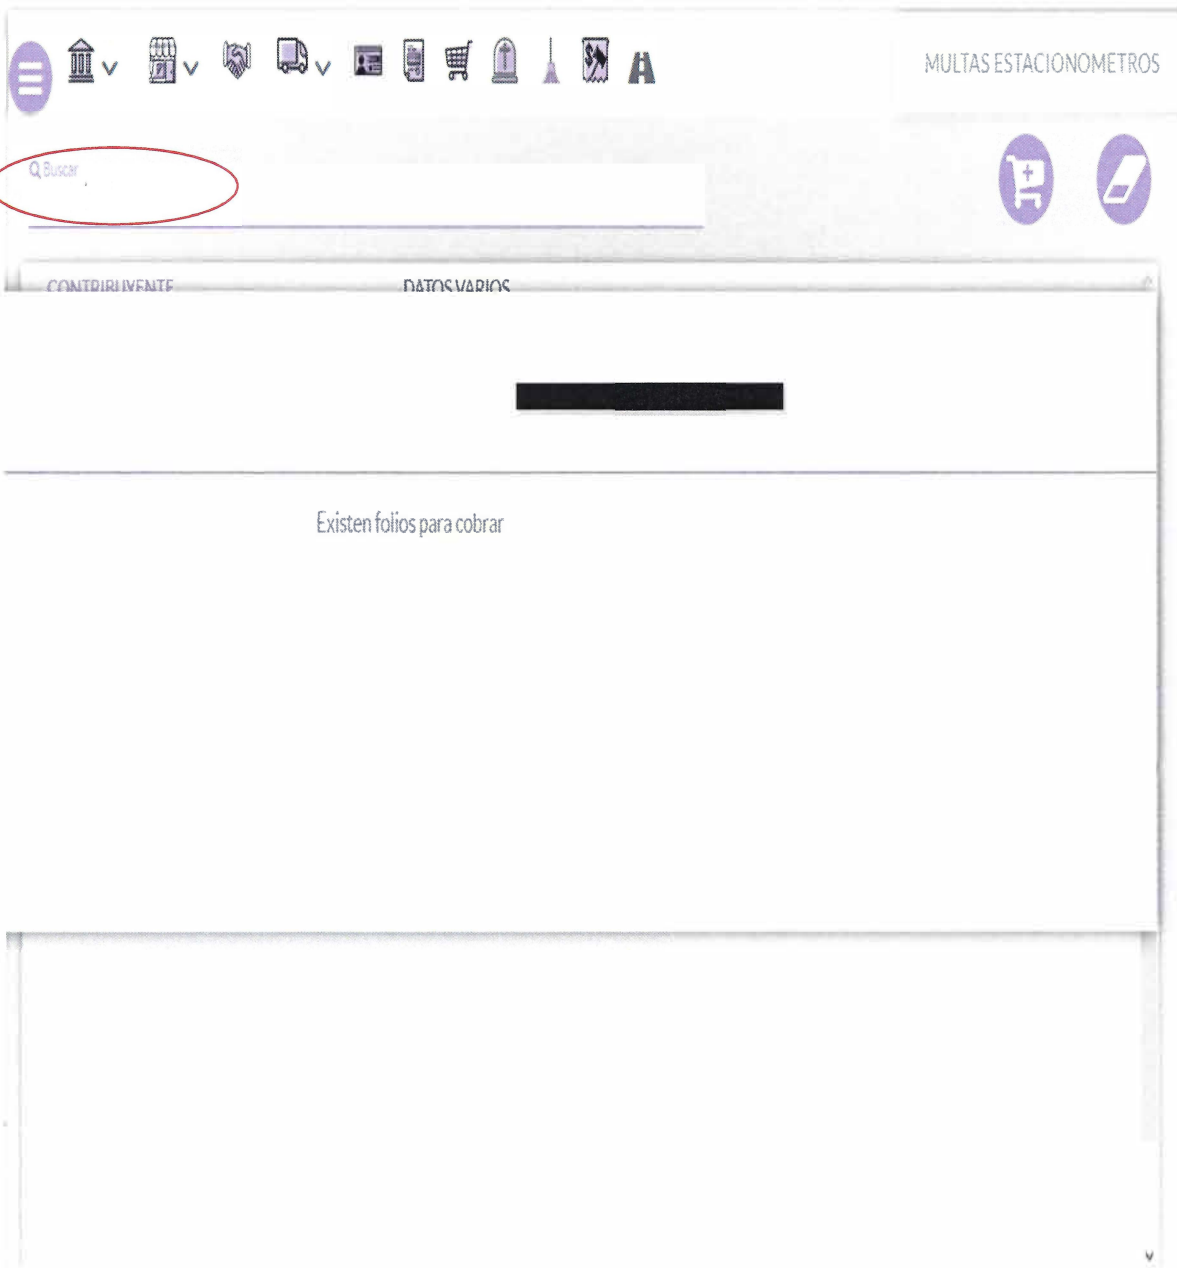 MULTAS ESTACIONOMETROS
Buscar
CONTRIBUYENTE DATOS VARIOS
Existen folios para cobrar